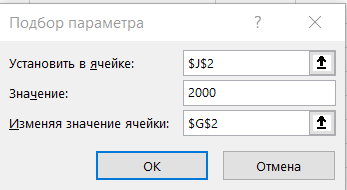 Подбор параметра ? ×
Установить в ячейке: $J$2
Значение: 2000
Изменяя значение ячейки: $G$2
ОК Отмена